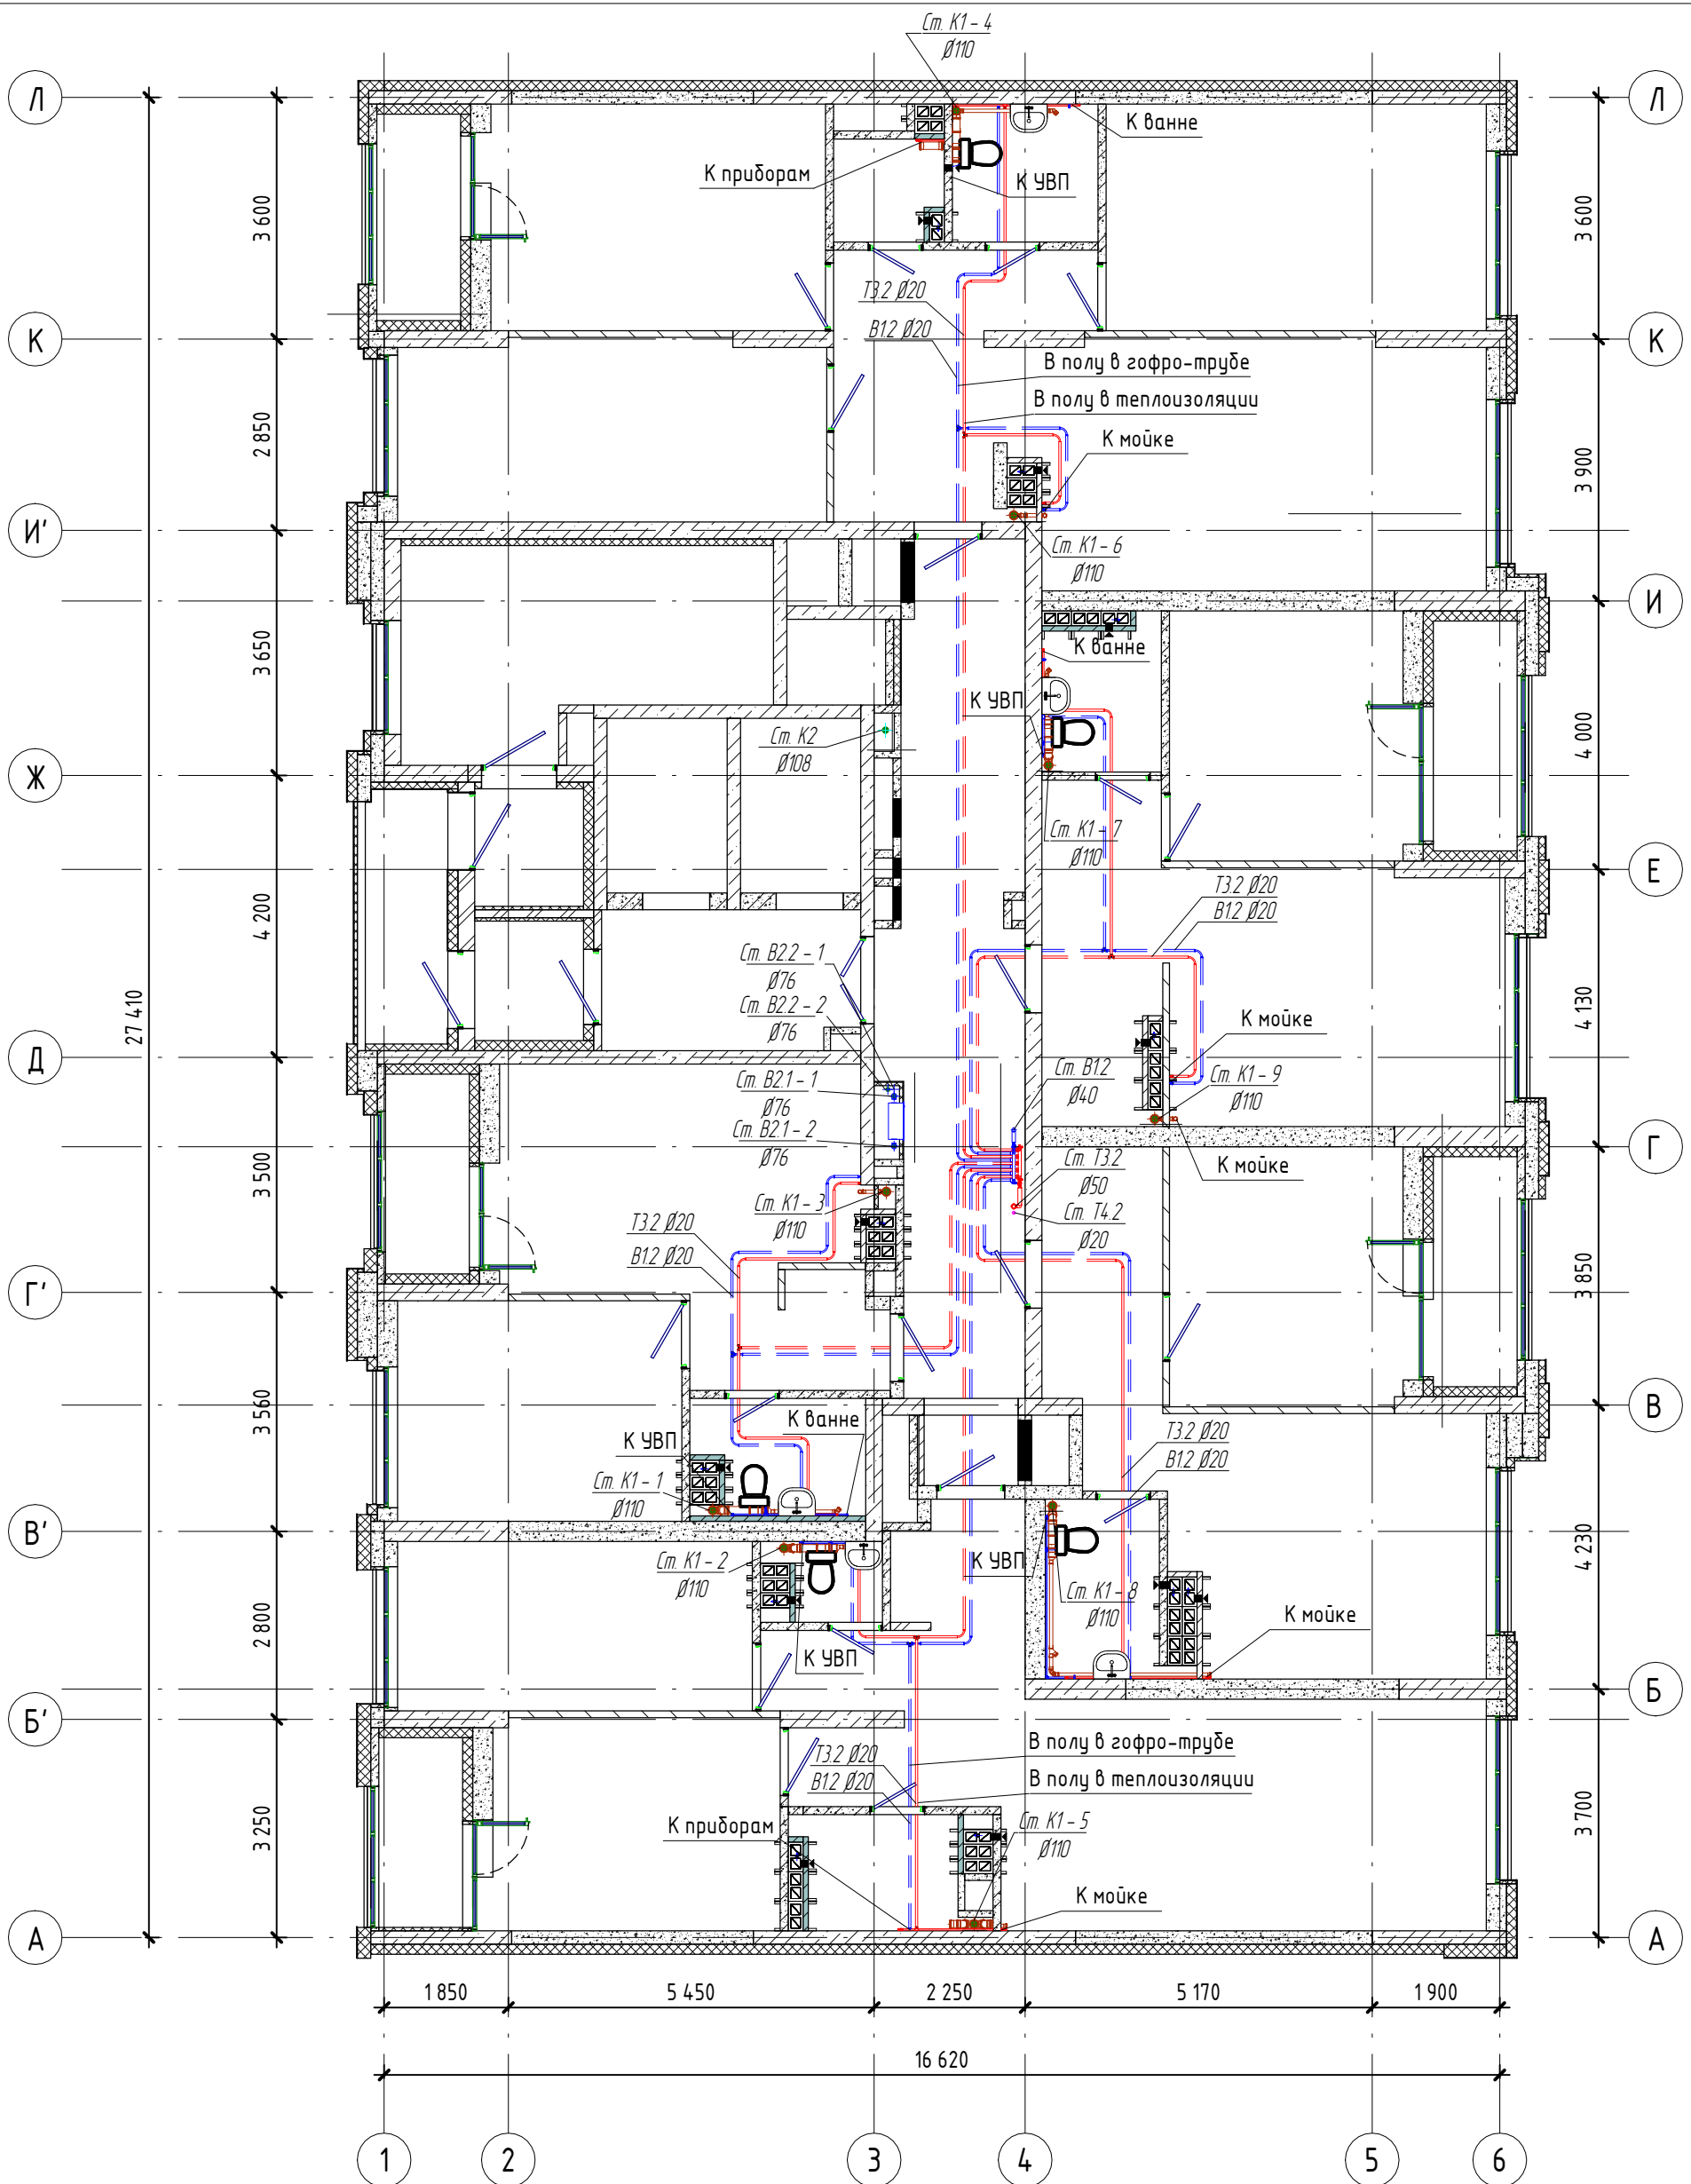 Ст. К1 - 4
Ø110
Л
Л
К ванне
К приборам
К УВП
3 600
3 600
Т3.2 Ø20
В1.2 Ø20
К
К
В полу в гофро-трубе
В полу в теплоизоляции
К мойке
2 850
3 900
И'
Ст. К1 - 6
Ø110
И
К ванне
3 650
К УВП
Ст. К2
Ø108
4 000
Ж
Ст. К1 - 7
Ø110
Е
Т3.2 Ø20
В1.2 Ø20
4 200
Ст. В2.2 - 1
Ø76
Ст. В2.2 - 2
Ø76
27 410
4 130
К мойке
Д
Ст. В2.1 - 1
Ø76
Ст. В1.2
Ø40
Ст. К1 - 9
Ø110
Ст. В2.1 - 2
Ø76
Г
К мойке
3 500
Ст. К1 - 3
Ø110
Ст. Т3.2
Ø50
Ст. Т4.2
Ø20
Т3.2 Ø20
В1.2 Ø20
3 850
Г'
3 560
В
К ванне
К УВП
Т3.2 Ø20
В1.2 Ø20
Ст. К1 - 1
Ø110
В'
Ст. К1 - 2
Ø110
К УВП
4 230
Ст. К1 - 8
Ø110
К мойке
2 800
К УВП
Б
Б'
Т3.2 Ø20
В1.2 Ø20
В полу в гофро-трубе
В полу в теплоизоляции
3 250
3 700
К приборам
Ст. К1 - 5
Ø110
К мойке
А
А
1 850
5 450
2 250
5 170
1 900
16 620
1
2
3
4
5
6